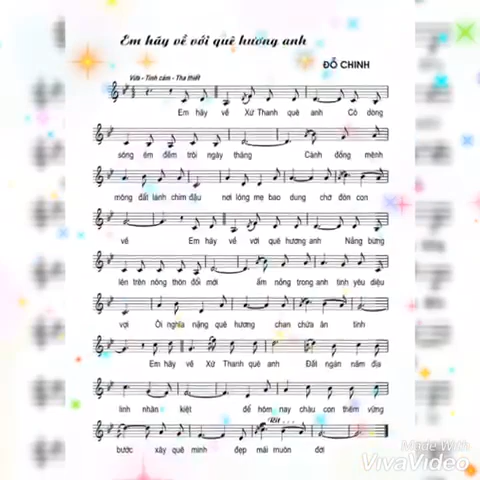 Em hãy về với quê hương anh
ĐỖ CHINH
Vừa - Tình cảm - Tha thiết
Em hãy về Xứ Thanh quê anh Có dòng
sông êm đềm trôi ngày tháng Cánh đồng mênh
mông đất lành chim đậu nơi lòng mẹ bao dung chờ đón con
về Em hãy về với quê hương anh Nắng bừng
lên trên nông thôn đổi mới ấm nồng trong anh tình yêu diệu
vợi Ôi nghĩa nặng quê hương chan chứa ân tình
Em hãy về Xứ Thanh quê anh Đất ngàn năm địa
linh nhân kiệt để hôm nay cháu con thêm vững
bước xây quê mình đẹp mãi muôn đời
Rit...
Made With
VivaVideo